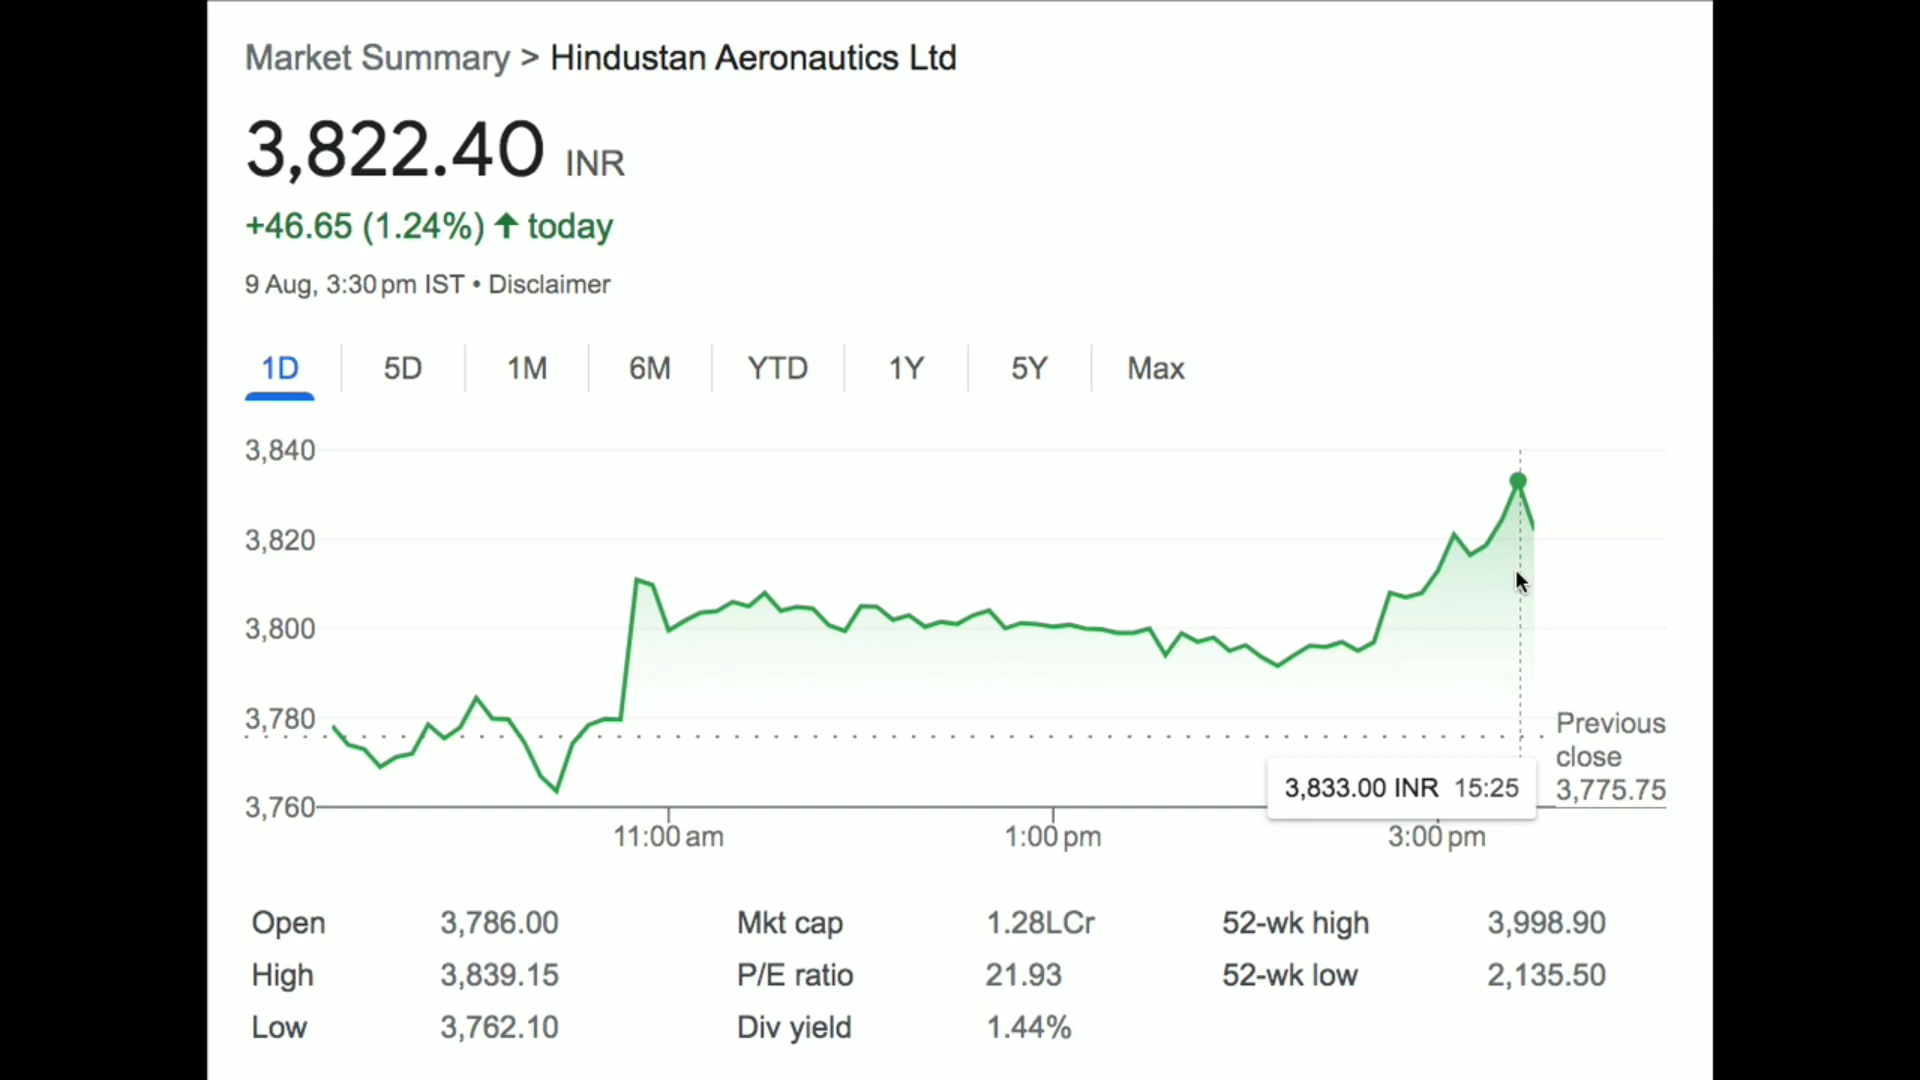 Market Summary > Hindustan Aeronautics Ltd
3,822.40 INR
+46.65 (1.24%) ↑ today
9 Aug, 3:30 pm IST • Disclaimer
1D 5D 1M 6M YTD 1Y 5Y Max
3,840
3,820
3,800
3,780
3,760
Previous
close
3,775.75
3,833.00 INR 15:25
11:00 am 1:00 pm 3:00 pm
Open 3,786.00 Mkt cap 1.28LCr 52-wk high 3,998.90
High 3,839.15 P/E ratio 21.93 52-wk low 2,135.50
Low 3,762.10 Div yield 1.44%